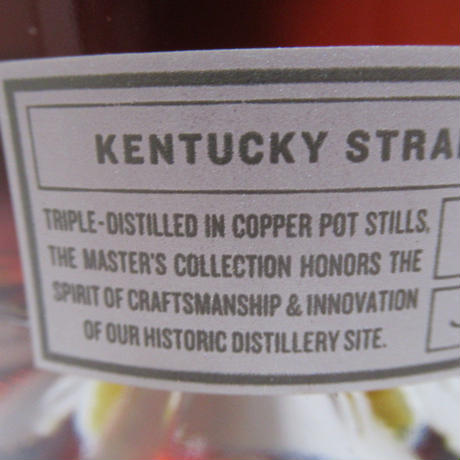 KENTUCKY
TRIPLE-DISTILLED IN COPPER POT STILLS,
THE MASTER'S COLLECTION HONORS THE
SPIRIT OF CRAFTSMANSHIP & INNOVATION
OF OUR HISTORIC DISTILLERY SITE.